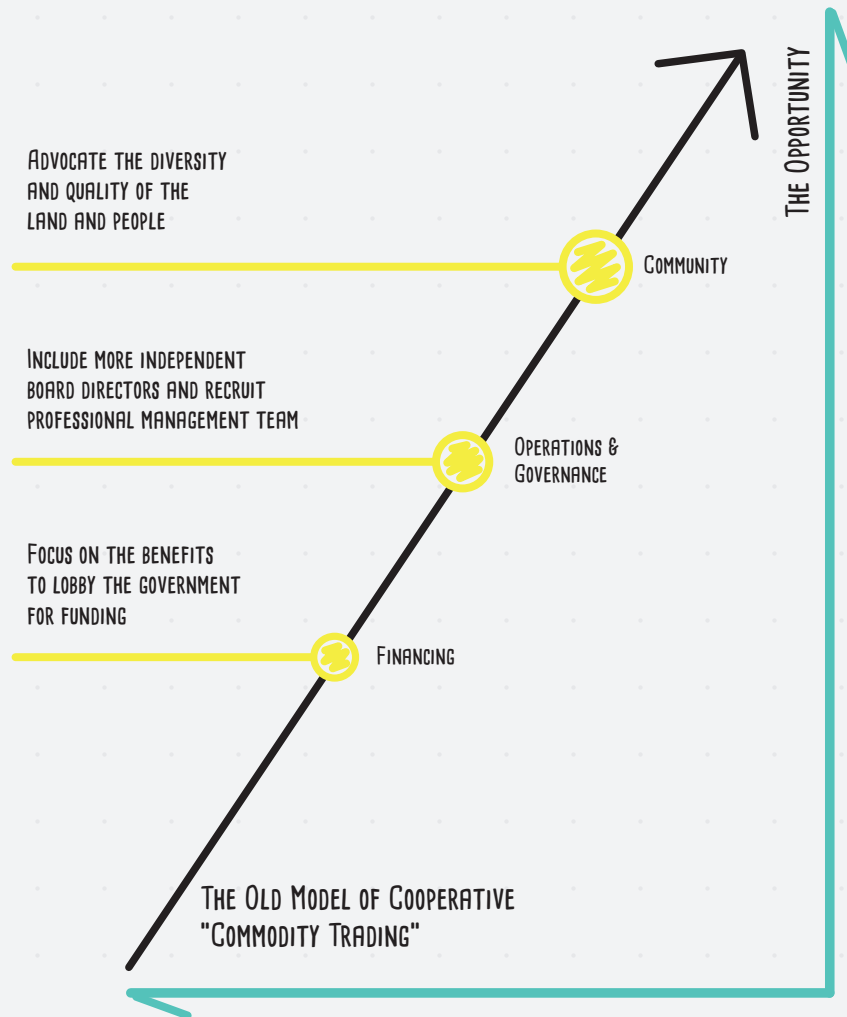 The Opportunity
Advocate the diversity
and quality of the
land and people
Community
Include more independent
board directors and recruit
professional management team
Operations &
Governance
Focus on the benefits
to lobby the government
for funding
Financing
The Old Model of Cooperative
"Commodity Trading"